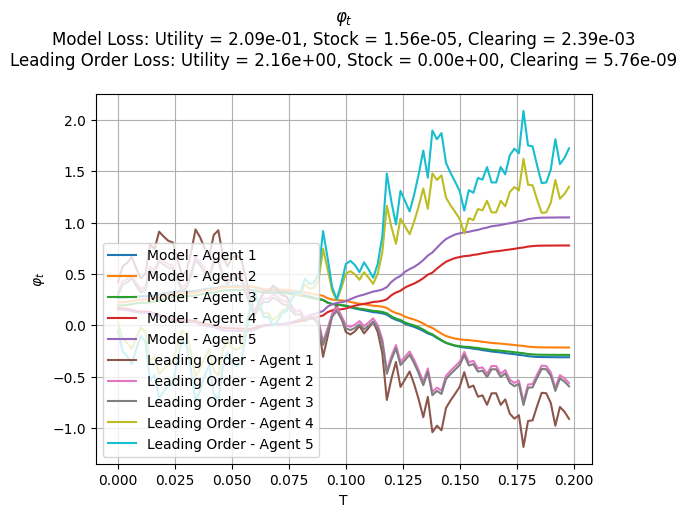 φₜ
Model Loss: Utility = 2.09e-01, Stock = 1.56e-05, Clearing = 2.39e-03
Leading Order Loss: Utility = 2.16e+00, Stock = 0.00e+00, Clearing = 5.76e-09
2.0
1.5
1.0
0.5
0.0
−0.5
−1.0
φₜ
Model - Agent 1
Model - Agent 2
Model - Agent 3
Model - Agent 4
Model - Agent 5
Leading Order - Agent 1
Leading Order - Agent 2
Leading Order - Agent 3
Leading Order - Agent 4
Leading Order - Agent 5
0.000 0.025 0.050 0.075 0.100 0.125 0.150 0.175 0.200
T